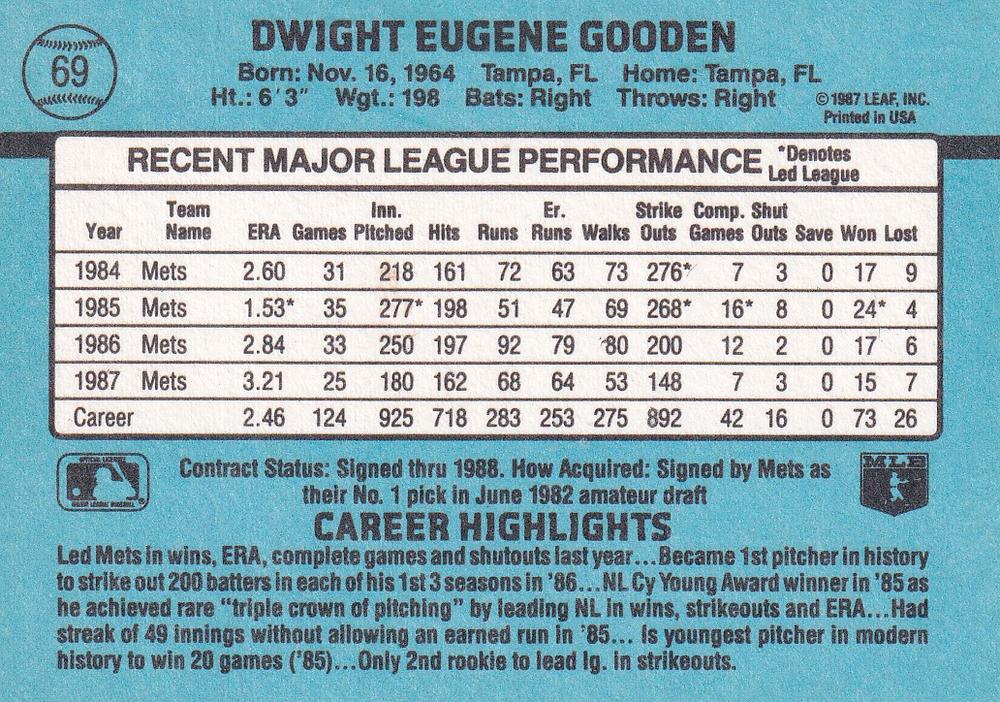 69
DWIGHT EUGENE GOODEN
Born: Nov. 16, 1964 Tampa, FL Home: Tampa, FL
Ht.: 6'3" Wgt.: 198 Bats: Right Throws: Right
©1987 LEAF, INC.
Printed in USA
RECENT MAJOR LEAGUE PERFORMANCE *Denotes
Led League
Year Team Name ERA Games Inn. Pitched Hits Runs Er. Runs Walks Strike Outs Comp. Games Shut Outs Save Won Lost
1984 Mets 2.60 31 218 161 72 63 73 276* 7 3 0 17 9
1985 Mets 1.53* 35 277* 198 51 47 69 268* 16* 8 0 24* 4
1986 Mets 2.84 33 250 197 92 79 80 200 12 2 0 17 6
1987 Mets 3.21 25 180 162 68 64 53 148 7 3 0 15 7
Career 2.46 124 925 718 283 253 275 892 42 16 0 73 26
Contract Status: Signed thru 1988. How Acquired: Signed by Mets as
their No. 1 pick in June 1982 amateur draft
MLB
CAREER HIGHLIGHTS
Led Mets in wins, ERA, complete games and shutouts last year...Became 1st pitcher in history
to strike out 200 batters in each of his 1st 3 seasons in '86...NL Cy Young Award winner in '85 as
he achieved rare "triple crown of pitching" by leading NL in wins, strikeouts and ERA...Had
streak of 49 innings without allowing an earned run in '85... Is youngest pitcher in modern
history to win 20 games ('85)...Only 2nd rookie to lead lg. in strikeouts.